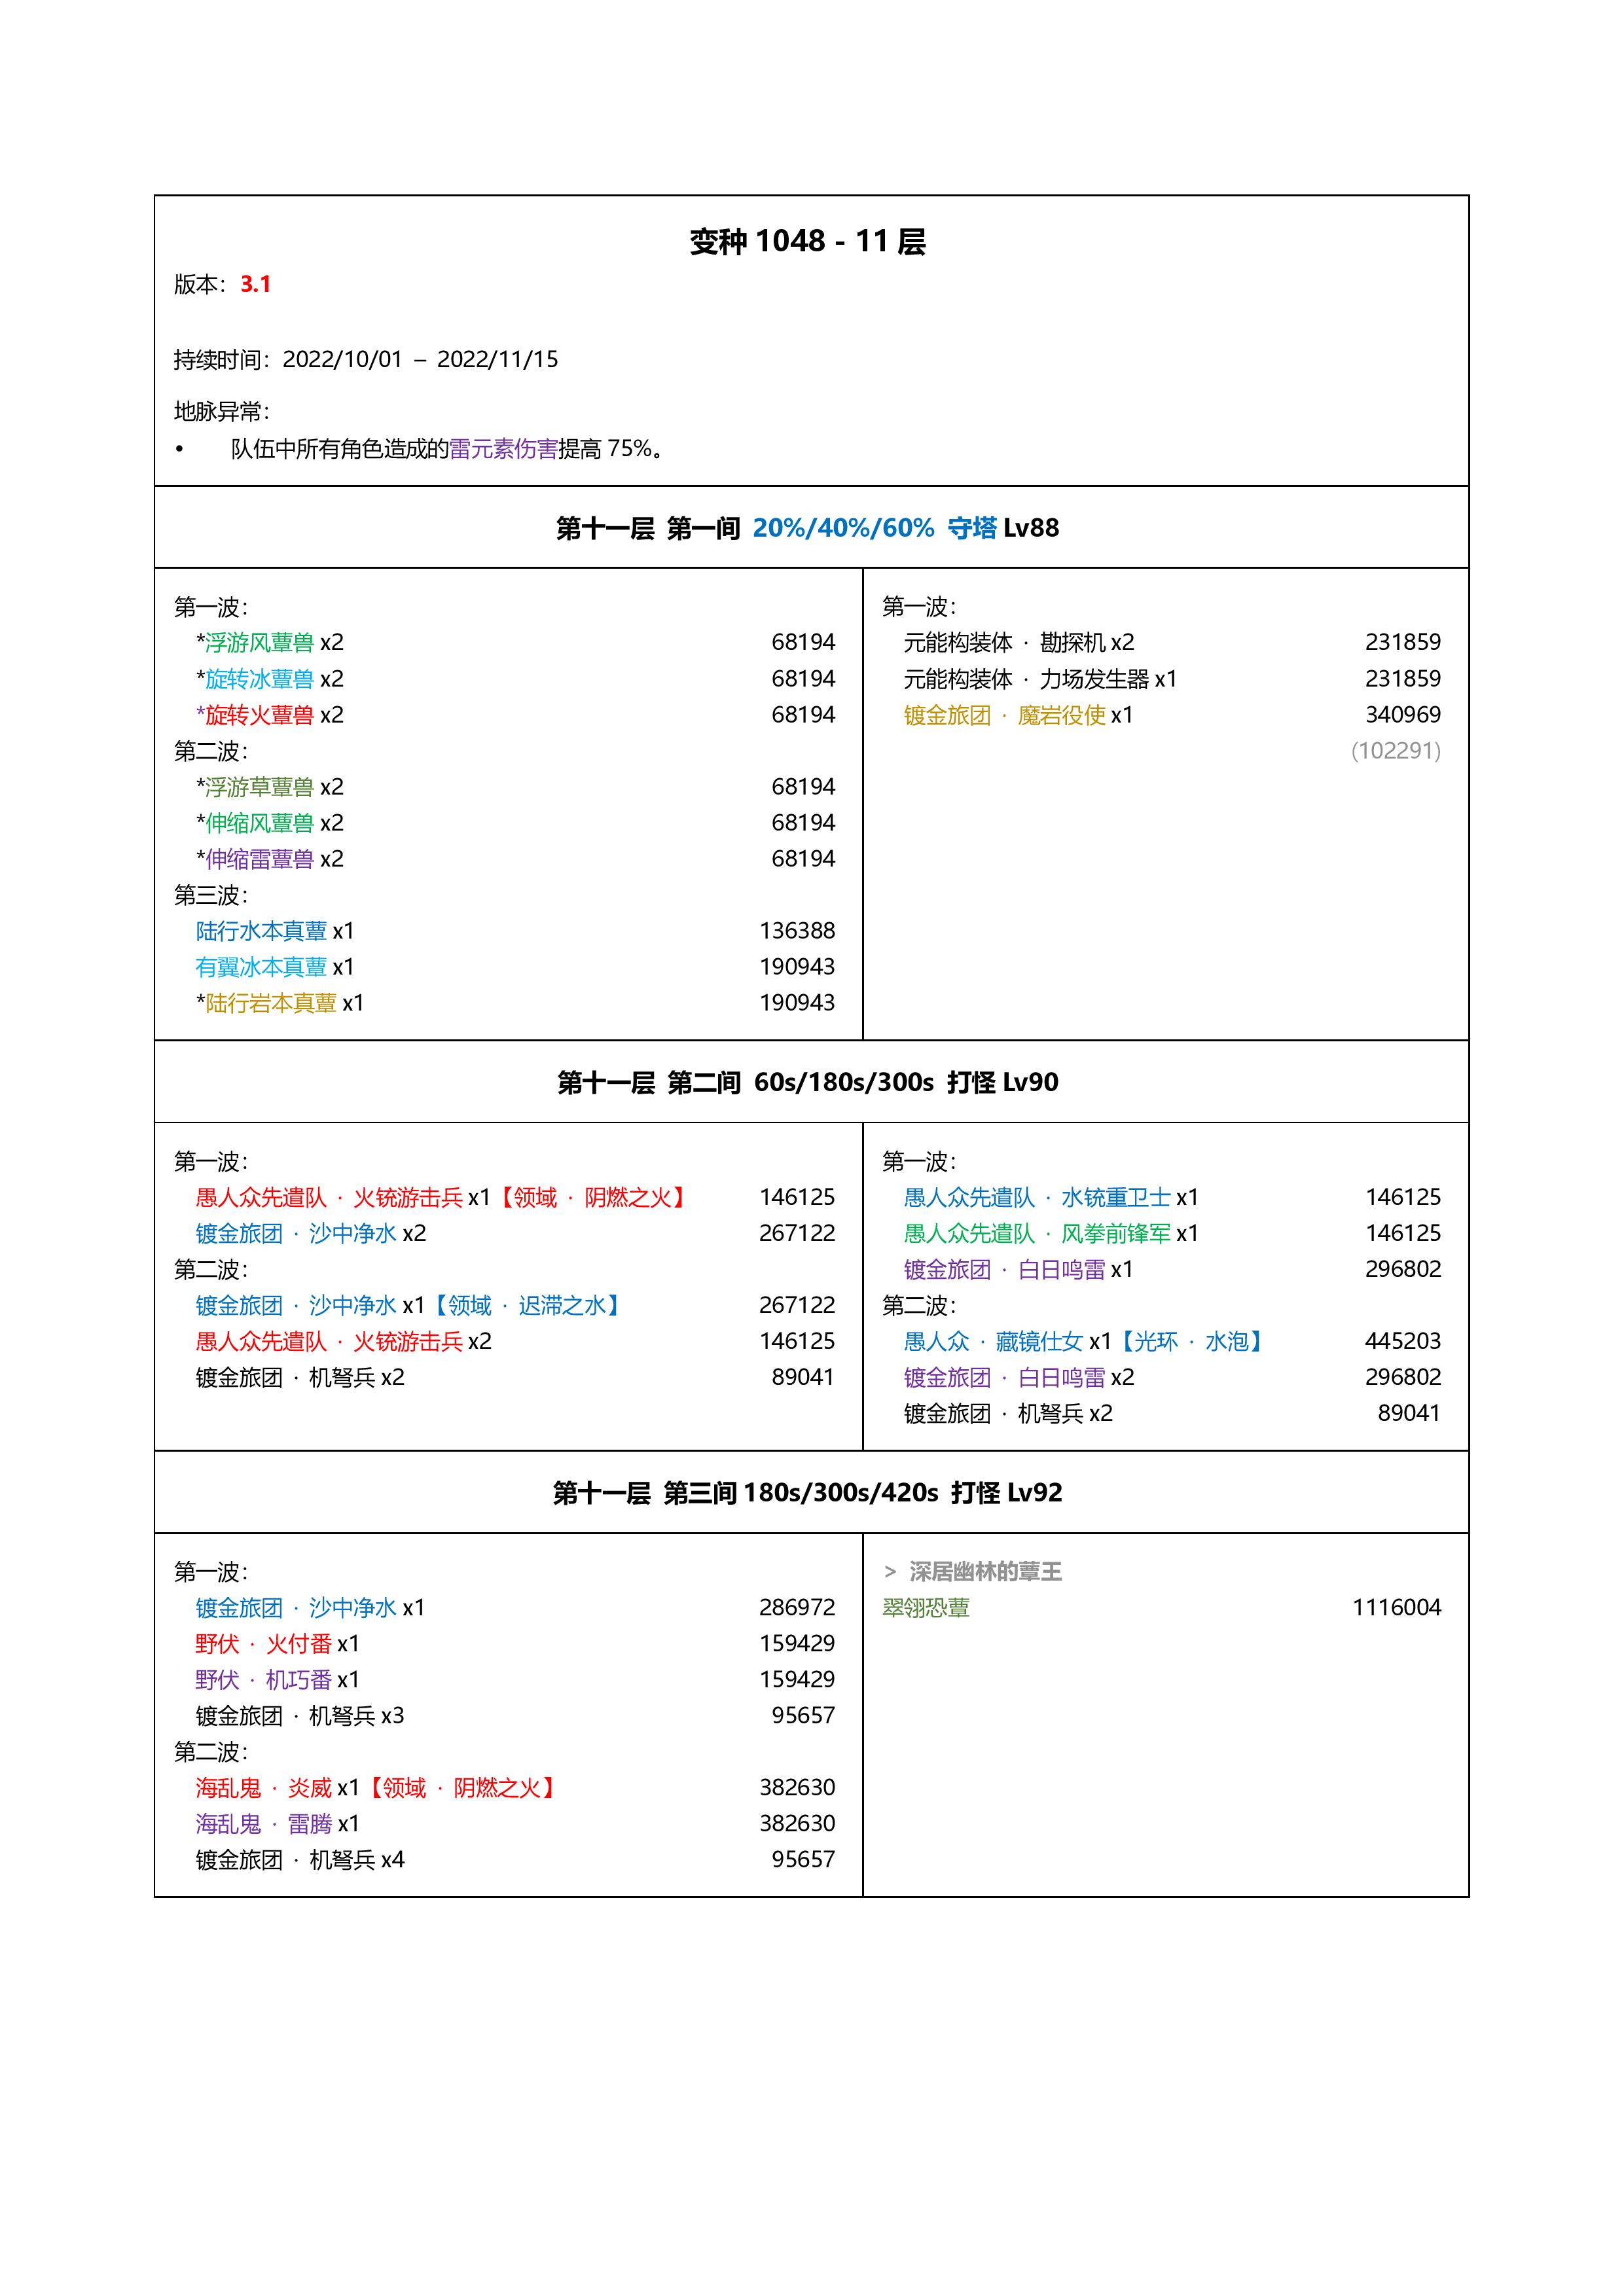 变种 1048 - 11 层
版本：3.1
持续时间：2022/10/01 – 2022/11/15
地脉异常：
• 队伍中所有角色造成的雷元素伤害提高 75%。
第十一层 第一间 20%/40%/60% 守塔 Lv88
第一波：
*浮游风蕈兽 x2 68194
*旋转冰蕈兽 x2 68194
*旋转火蕈兽 x2 68194
第二波：
*浮游草蕈兽 x2 68194
*伸缩风蕈兽 x2 68194
*伸缩雷蕈兽 x2 68194
第三波：
陆行水本真蕈 x1 136388
有翼冰本真蕈 x1 190943
*陆行岩本真蕈 x1 190943
第一波：
元能构装体 · 勘探机 x2 231859
元能构装体 · 力场发生器 x1 231859
镀金旅团 · 魔岩役使 x1 340969
(102291)
第十一层 第二间 60s/180s/300s 打怪 Lv90
第一波：
愚人众先遣队 · 火铳游击兵 x1【领域 · 阴燃之火】 146125
镀金旅团 · 沙中净水 x2 267122
第二波：
镀金旅团 · 沙中净水 x1【领域 · 迟滞之水】 267122
愚人众先遣队 · 火铳游击兵 x2 146125
镀金旅团 · 机弩兵 x2 89041
第一波：
愚人众先遣队 · 水铳重卫士 x1 146125
愚人众先遣队 · 风拳前锋军 x1 146125
镀金旅团 · 白日鸣雷 x1 296802
第二波：
愚人众 · 藏镜仕女 x1【光环 · 水泡】 445203
镀金旅团 · 白日鸣雷 x2 296802
镀金旅团 · 机弩兵 x2 89041
第十一层 第三间 180s/300s/420s 打怪 Lv92
第一波：
镀金旅团 · 沙中净水 x1 286972
野伏 · 火付番 x1 159429
野伏 · 机巧番 x1 159429
镀金旅团 · 机弩兵 x3 95657
第二波：
海乱鬼 · 炎威 x1【领域 · 阴燃之火】 382630
海乱鬼 · 雷腾 x1 382630
镀金旅团 · 机弩兵 x4 95657
> 深居幽林的蕈王
翠翎恐蕈 1116004